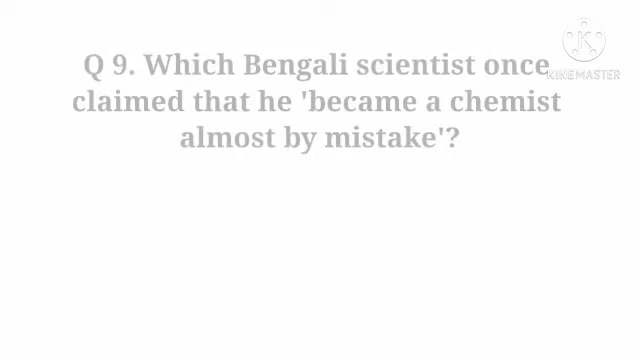 Q 9. Which Bengali scientist once
claimed that he 'became a chemist
almost by mistake'?
KINEMASTER